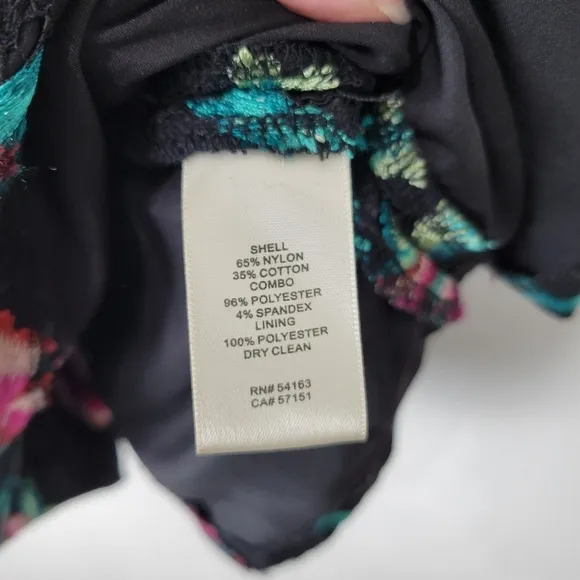 SHELL
65% NYLON
35% COTTON
COMBO
96% POLYESTER
4% SPANDEX
LINING
100% POLYESTER
DRY CLEAN
RN# 54163
CA# 57151